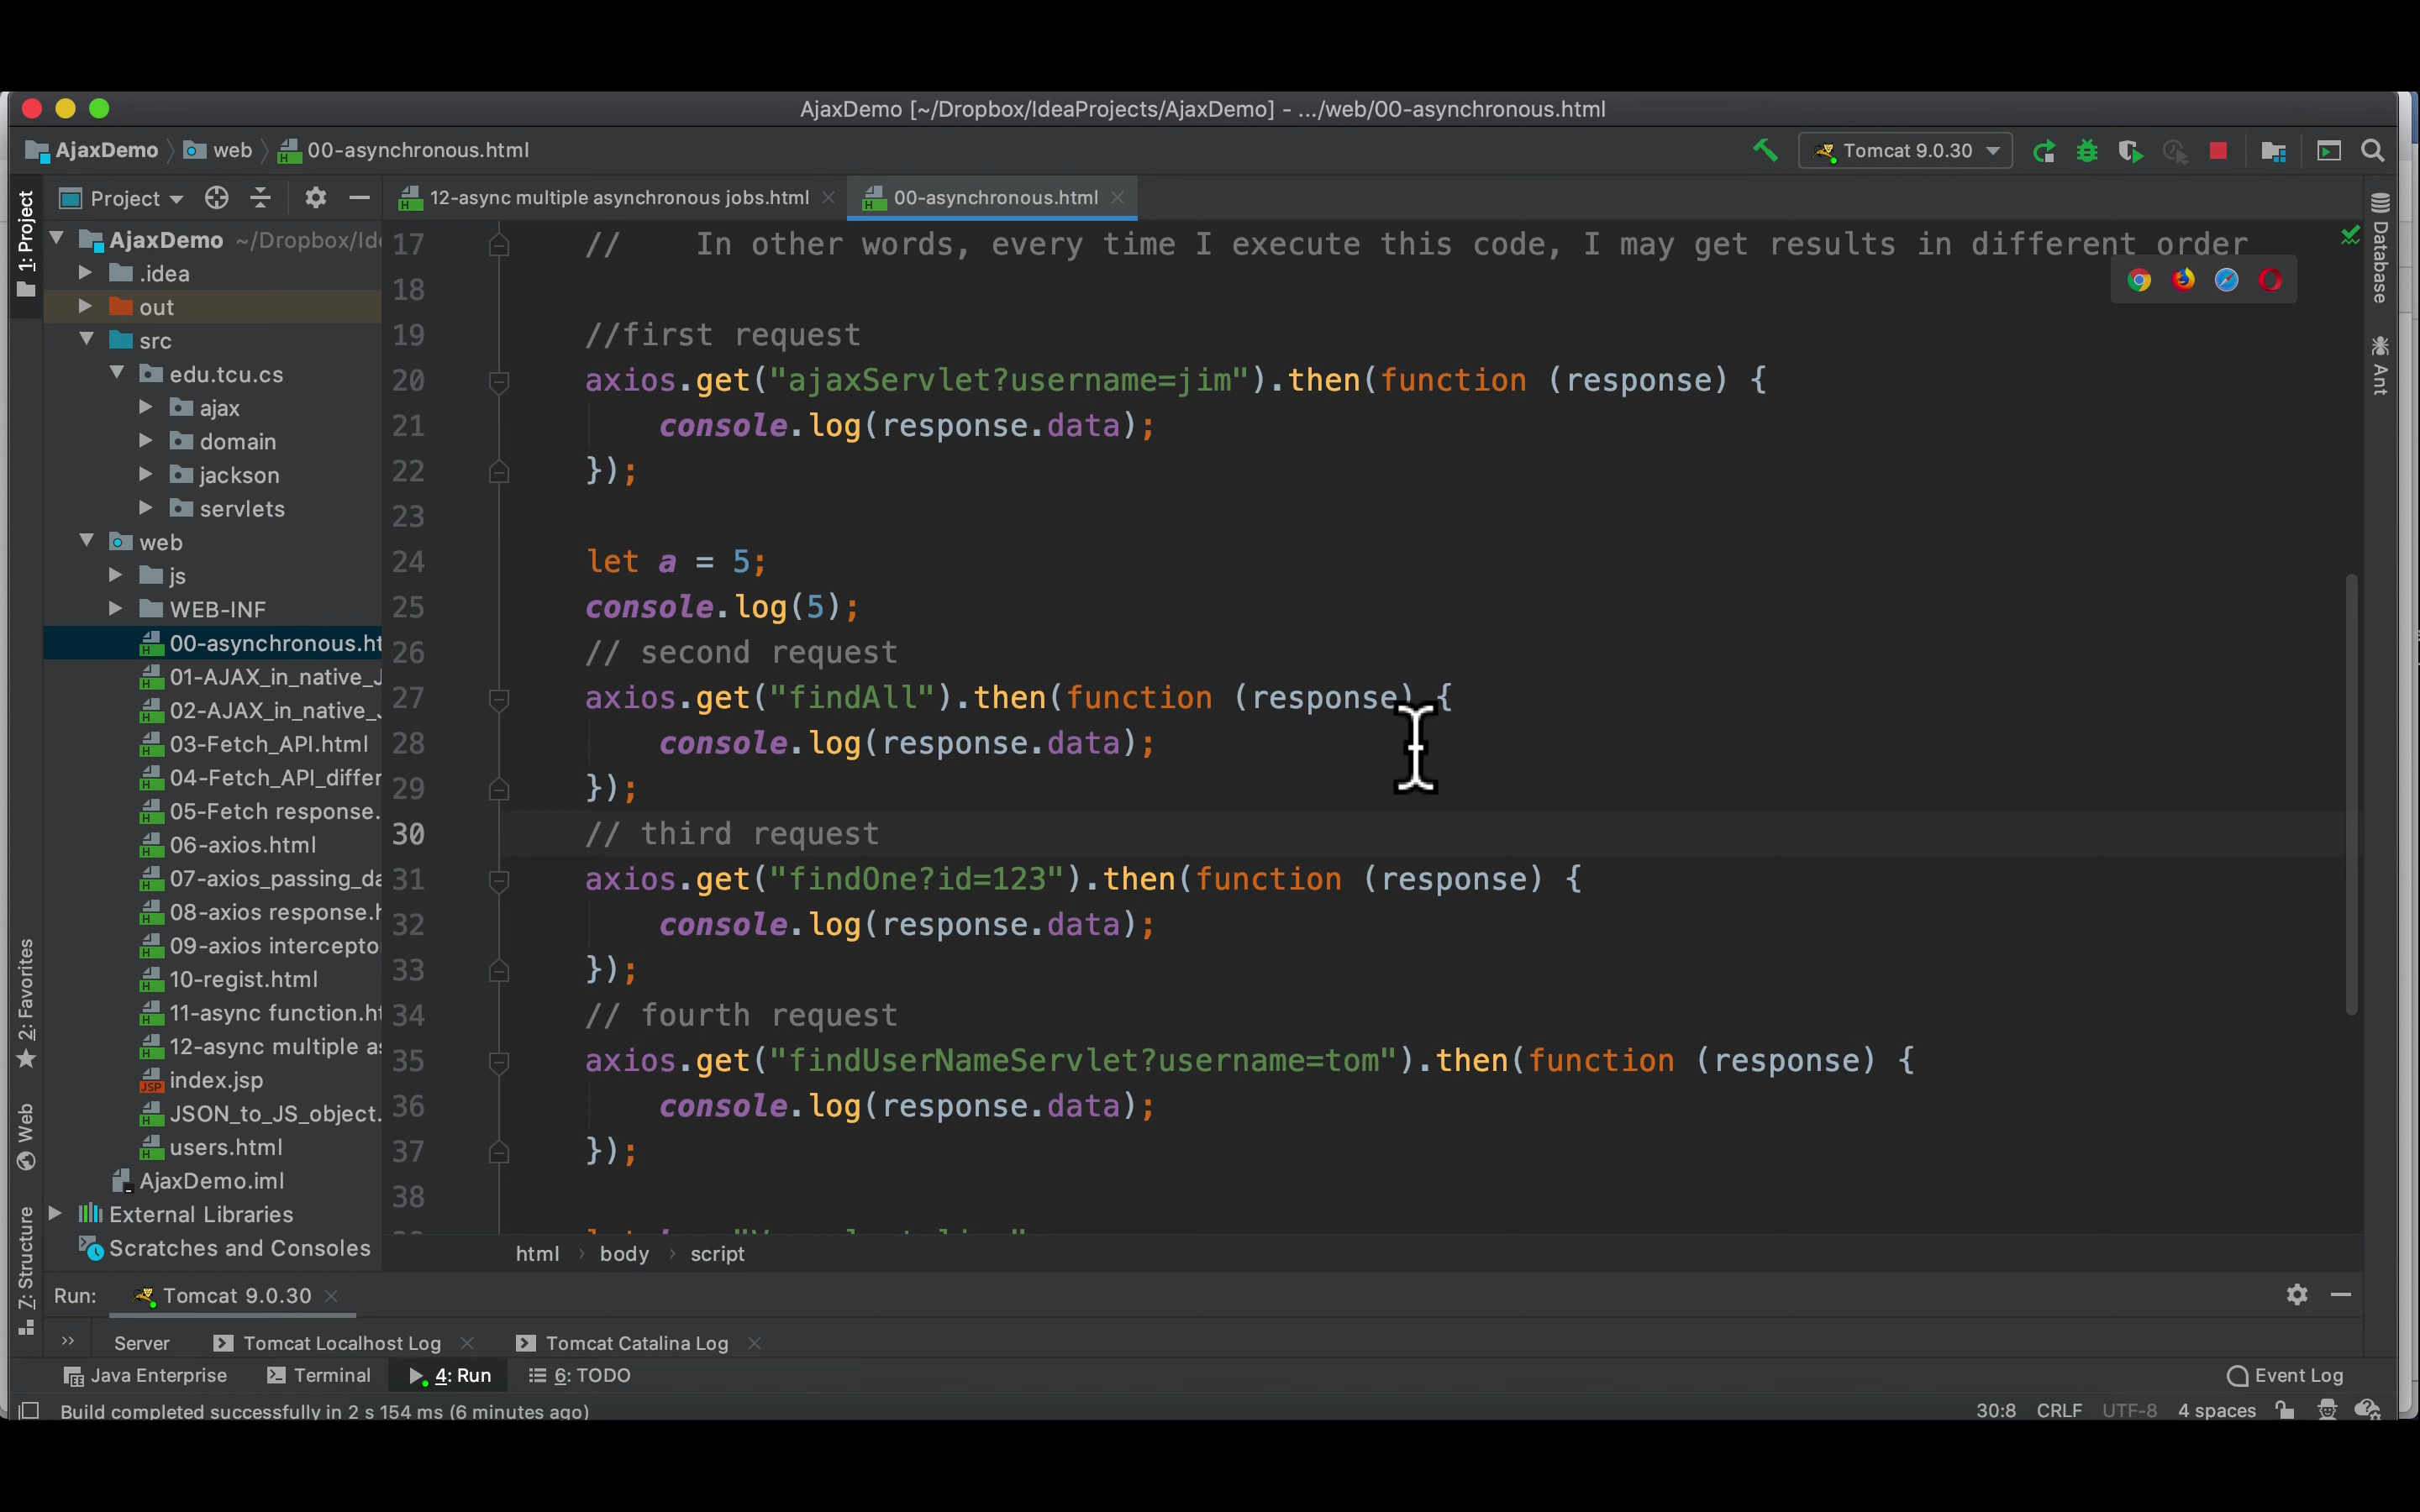 AjaxDemo [~/Dropbox/IdeaProjects/AjaxDemo] - .../web/00-asynchronous.html
AjaxDemo web 00-asynchronous.html
Tomcat 9.0.30
1: Project
Project
12-async multiple asynchronous jobs.html
00-asynchronous.html
AjaxDemo ~/Dropbox/Id
.idea
out
src
edu.tcu.cs
ajax
domain
jackson
servlets
web
js
WEB-INF
00-asynchronous.ht
01-AJAX_in_native_J
02-AJAX_in_native_
03-Fetch_API.html
04-Fetch_API_differ
05-Fetch response.
06-axios.html
07-axios_passing_da
08-axios response.h
09-axios intercepto
10-regist.html
11-async function.ht
12-async multiple as
index.jsp
JSON_to_JS_object.
users.html
AjaxDemo.iml
External Libraries
Scratches and Consoles
2: Favorites
Web
Z: Structure
17 // In other words, every time I execute this code, I may get results in different order
18
19 //first request
20 axios.get("ajaxServlet?username=jim").then(function (response) {
21 console.log(response.data);
22 });
23
24 let a = 5;
25 console.log(5);
26 // second request
27 axios.get("findAll").then(function (response) {
28 console.log(response.data);
29 });
30 // third request
31 axios.get("findOne?id=123").then(function (response) {
32 console.log(response.data);
33 });
34 // fourth request
35 axios.get("findUserNameServlet?username=tom").then(function (response) {
36 console.log(response.data);
37 });
38
html › body › script
Database
Ant
Run: Tomcat 9.0.30
Server Tomcat Localhost Log Tomcat Catalina Log
Java Enterprise Terminal 4: Run 6: TODO Event Log
Build completed successfully in 2 s 154 ms (6 minutes ago) 30:8 CRLF UTF-8 4 spaces